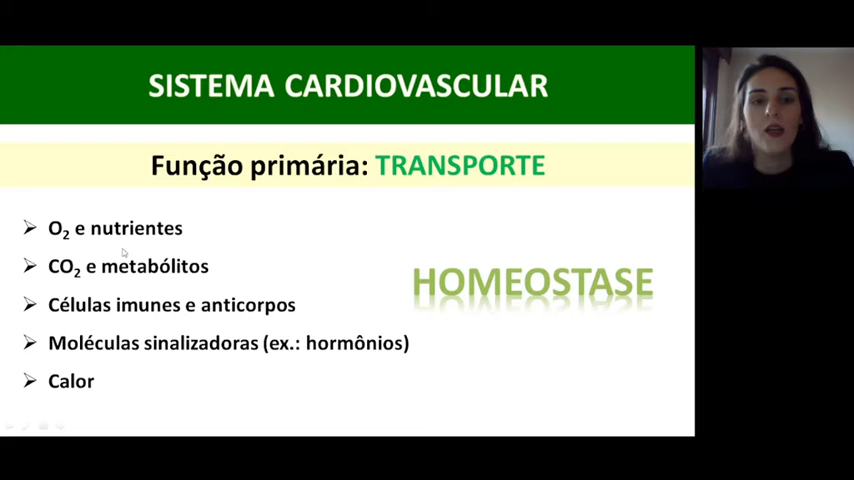 SISTEMA CARDIOVASCULAR
Função primária: TRANSPORTE
O₂ e nutrientes
CO₂ e metabólitos
Células imunes e anticorpos
Moléculas sinalizadoras (ex.: hormônios)
Calor
HOMEOSTASE